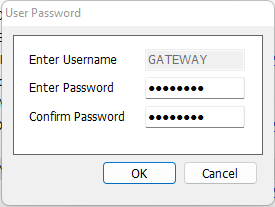 User Password
Enter Username GATEWAY
Enter Password ●●●●●●●●
Confirm Password ●●●●●●●●
OK Cancel